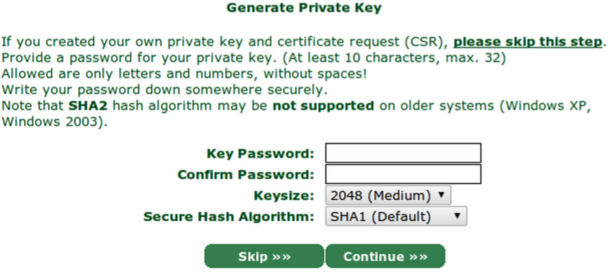 Generate Private Key
If you created your own private key and certificate request (CSR), please skip this step.
Provide a password for your private key. (At least 10 characters, max. 32)
Allowed are only letters and numbers, without spaces!
Write your password down somewhere securely.
Note that SHA2 hash algorithm may be not supported on older systems (Windows XP,
Windows 2003).
Key Password:
Confirm Password:
Keysize: 2048 (Medium) ▼
Secure Hash Algorithm: SHA1 (Default) ▼
Skip »» Continue »»